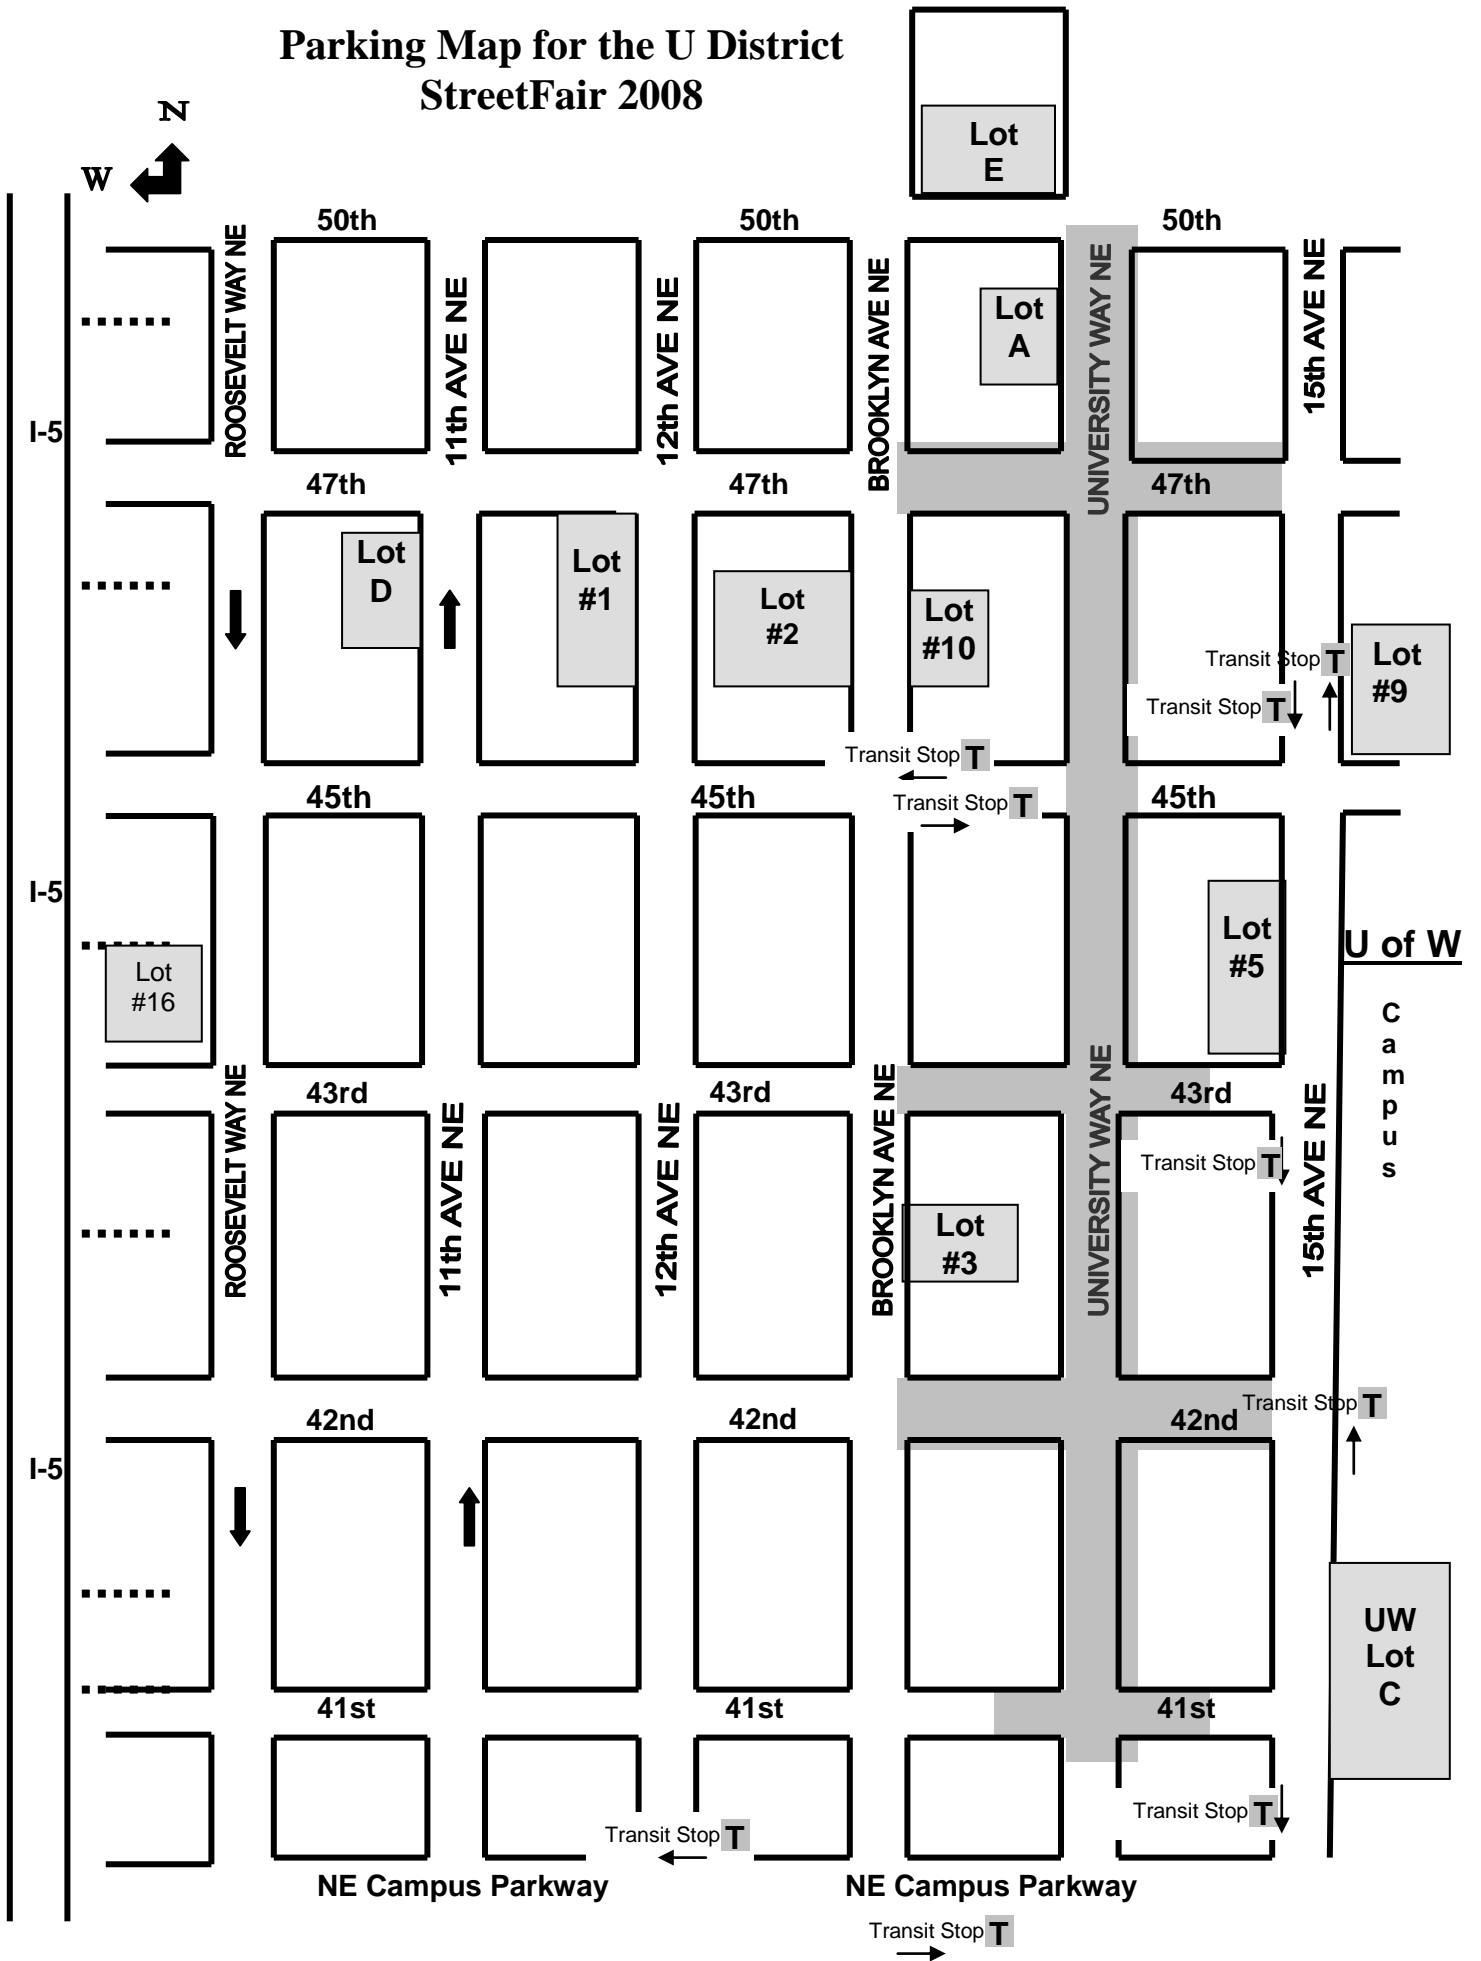 Parking Map for the U District
StreetFair 2008
N
W
Lot
E
50th
50th
50th
ROOSEVELT WAY NE
11th AVE NE
12th AVE NE
BROOKLYN AVE NE
UNIVERSITY WAY NE
15th AVE NE
Lot
A
I-5
47th
47th
47th
Lot
D
Lot
#1
Lot
#2
Lot
#10
Transit Stop T
Lot
#9
Transit Stop T
Transit Stop T
45th
45th
Transit Stop T
45th
I-5
Lot
#5
U of W
Lot
#16
C
a
m
p
u
s
ROOSEVELT WAY NE
11th AVE NE
12th AVE NE
BROOKLYN AVE NE
UNIVERSITY WAY NE
15th AVE NE
43rd
43rd
43rd
Transit Stop T
Lot
#3
Transit Stop T
42nd
42nd
42nd
I-5
UW
Lot
C
41st
41st
41st
Transit Stop T
Transit Stop T
NE Campus Parkway
NE Campus Parkway
Transit Stop T